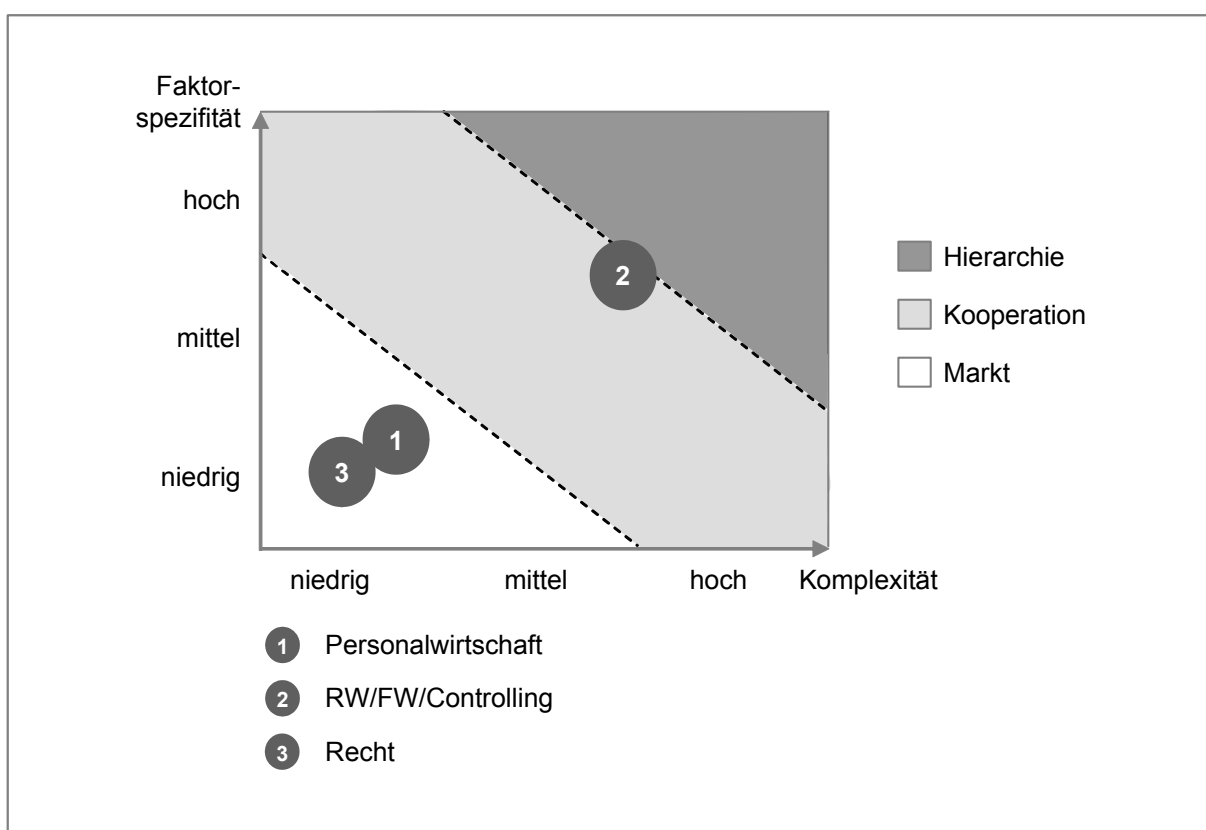 Faktor-
spezifität
hoch
mittel
niedrig
2
1
3
Hierarchie
Kooperation
Markt
niedrig mittel hoch Komplexität
1 Personalwirtschaft
2 RW/FW/Controlling
3 Recht